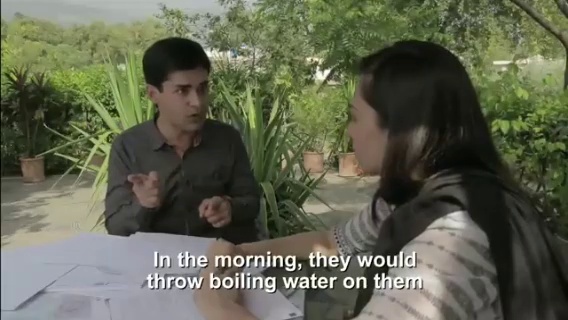 In the morning, they would
throw boiling water on them